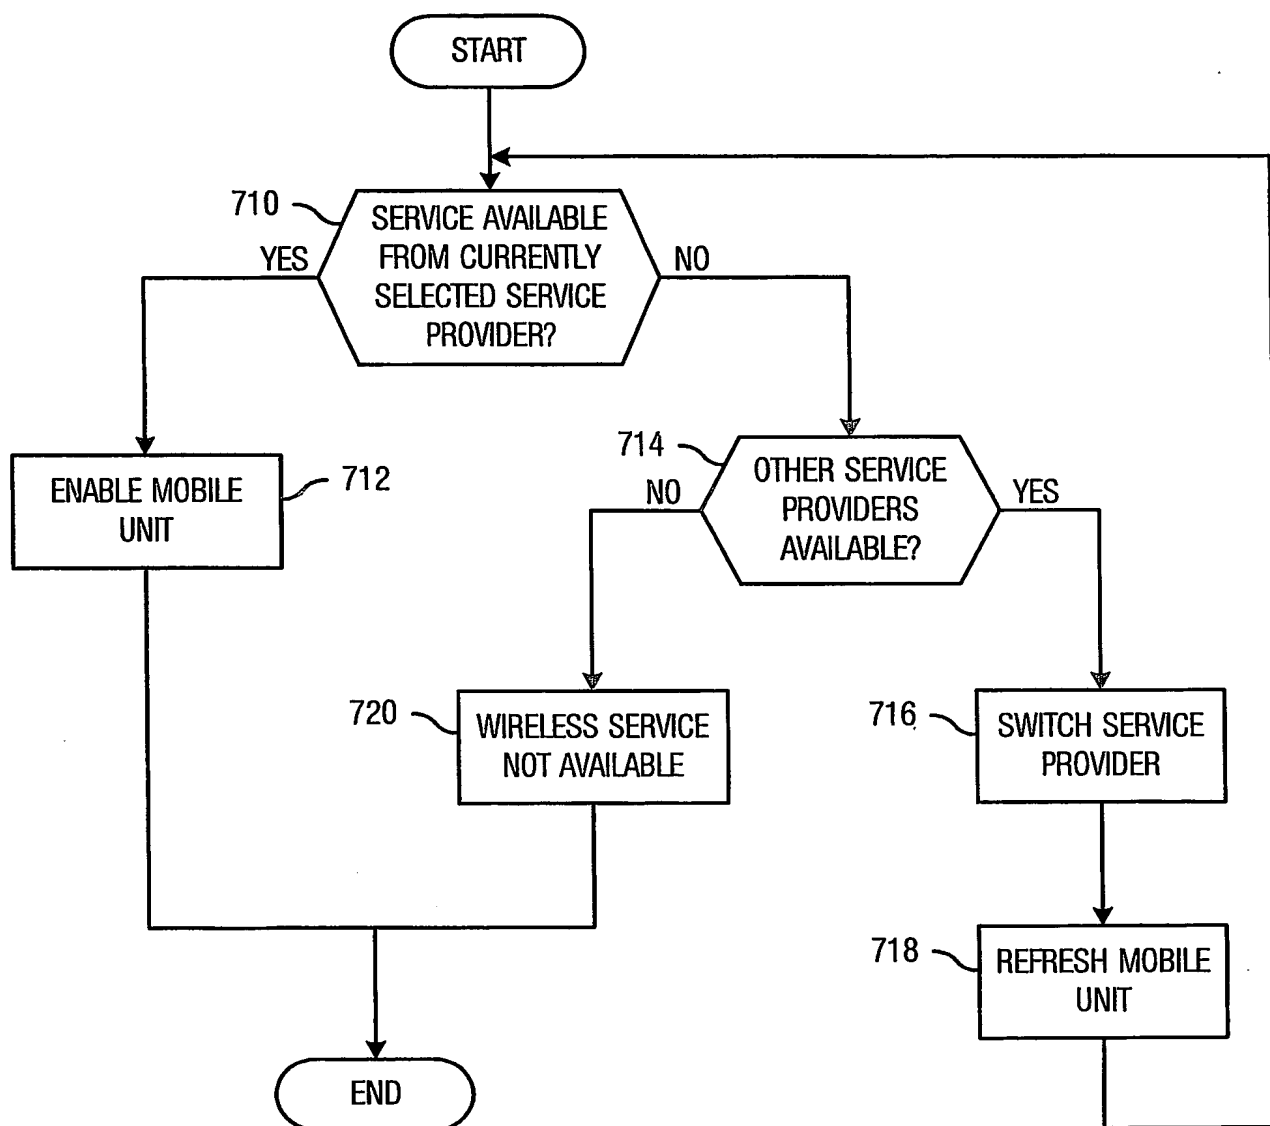 START
710
SERVICE AVAILABLE
FROM CURRENTLY
SELECTED SERVICE
PROVIDER?
YES
NO
ENABLE MOBILE
UNIT
712
714
OTHER SERVICE
PROVIDERS
AVAILABLE?
NO
YES
720
WIRELESS SERVICE
NOT AVAILABLE
716
SWITCH SERVICE
PROVIDER
718
REFRESH MOBILE
UNIT
END